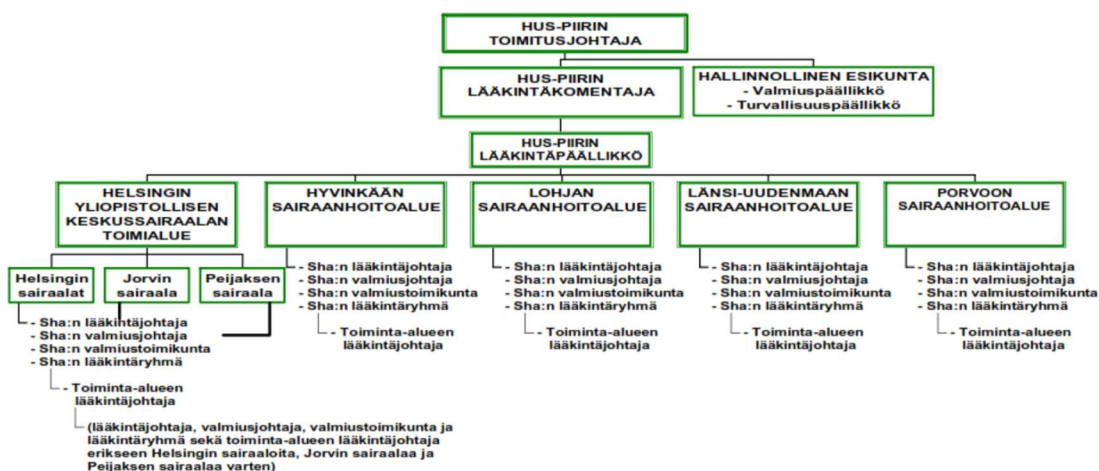 HUS-PIIRIN
TOIMITUSJOHTAJA
HUS-PIIRIN
LÄÄKINTÄKOMENTAJA
HALLINNOLLINEN ESIKUNTA
- Valmiuspäällikkö
- Turvallisuuspäällikkö
HUS-PIIRIN
LÄÄKINTÄPÄÄLLIKKÖ
HELSINGIN
YLIOPISTOLLISEN
KESKUSSAIRAALAN
TOIMIALUE
HYVINKÄÄN
SAIRAANHOITOALUE
LOHJAN
SAIRAANHOITOALUE
LÄNSI-UUDENMAAN
SAIRAANHOITOALUE
PORVOON
SAIRAANHOITOALUE
Helsingin
sairaalat
Jorvin
sairaala
Peijaksen
sairaala
- Sha:n lääkintäjohtaja
- Sha:n valmiusjohtaja
- Sha:n valmiustoimikunta
- Sha:n lääkintäryhmä
- Toiminta-alueen
lääkintäjohtaja
(lääkintäjohtaja, valmiusjohtaja, valmiustoimikunta ja
lääkintäryhmä sekä toiminta-alueen lääkintäjohtaja
erikseen Helsingin sairaaloita, Jorvin sairaalaa ja
Peijaksen sairaalaa varten)
- Sha:n lääkintäjohtaja
- Sha:n valmiusjohtaja
- Sha:n valmiustoimikunta
- Sha:n lääkintäryhmä
- Toiminta-alueen
lääkintäjohtaja
- Sha:n lääkintäjohtaja
- Sha:n valmiusjohtaja
- Sha:n valmiustoimikunta
- Sha:n lääkintäryhmä
- Toiminta-alueen
lääkintäjohtaja
- Sha:n lääkintäjohtaja
- Sha:n valmiusjohtaja
- Sha:n valmiustoimikunta
- Sha:n lääkintäryhmä
- Toiminta-alueen
lääkintäjohtaja
- Sha:n lääkintäjohtaja
- Sha:n valmiusjohtaja
- Sha:n valmiustoimikunta
- Sha:n lääkintäryhmä
- Toiminta-alueen
lääkintäjohtaja